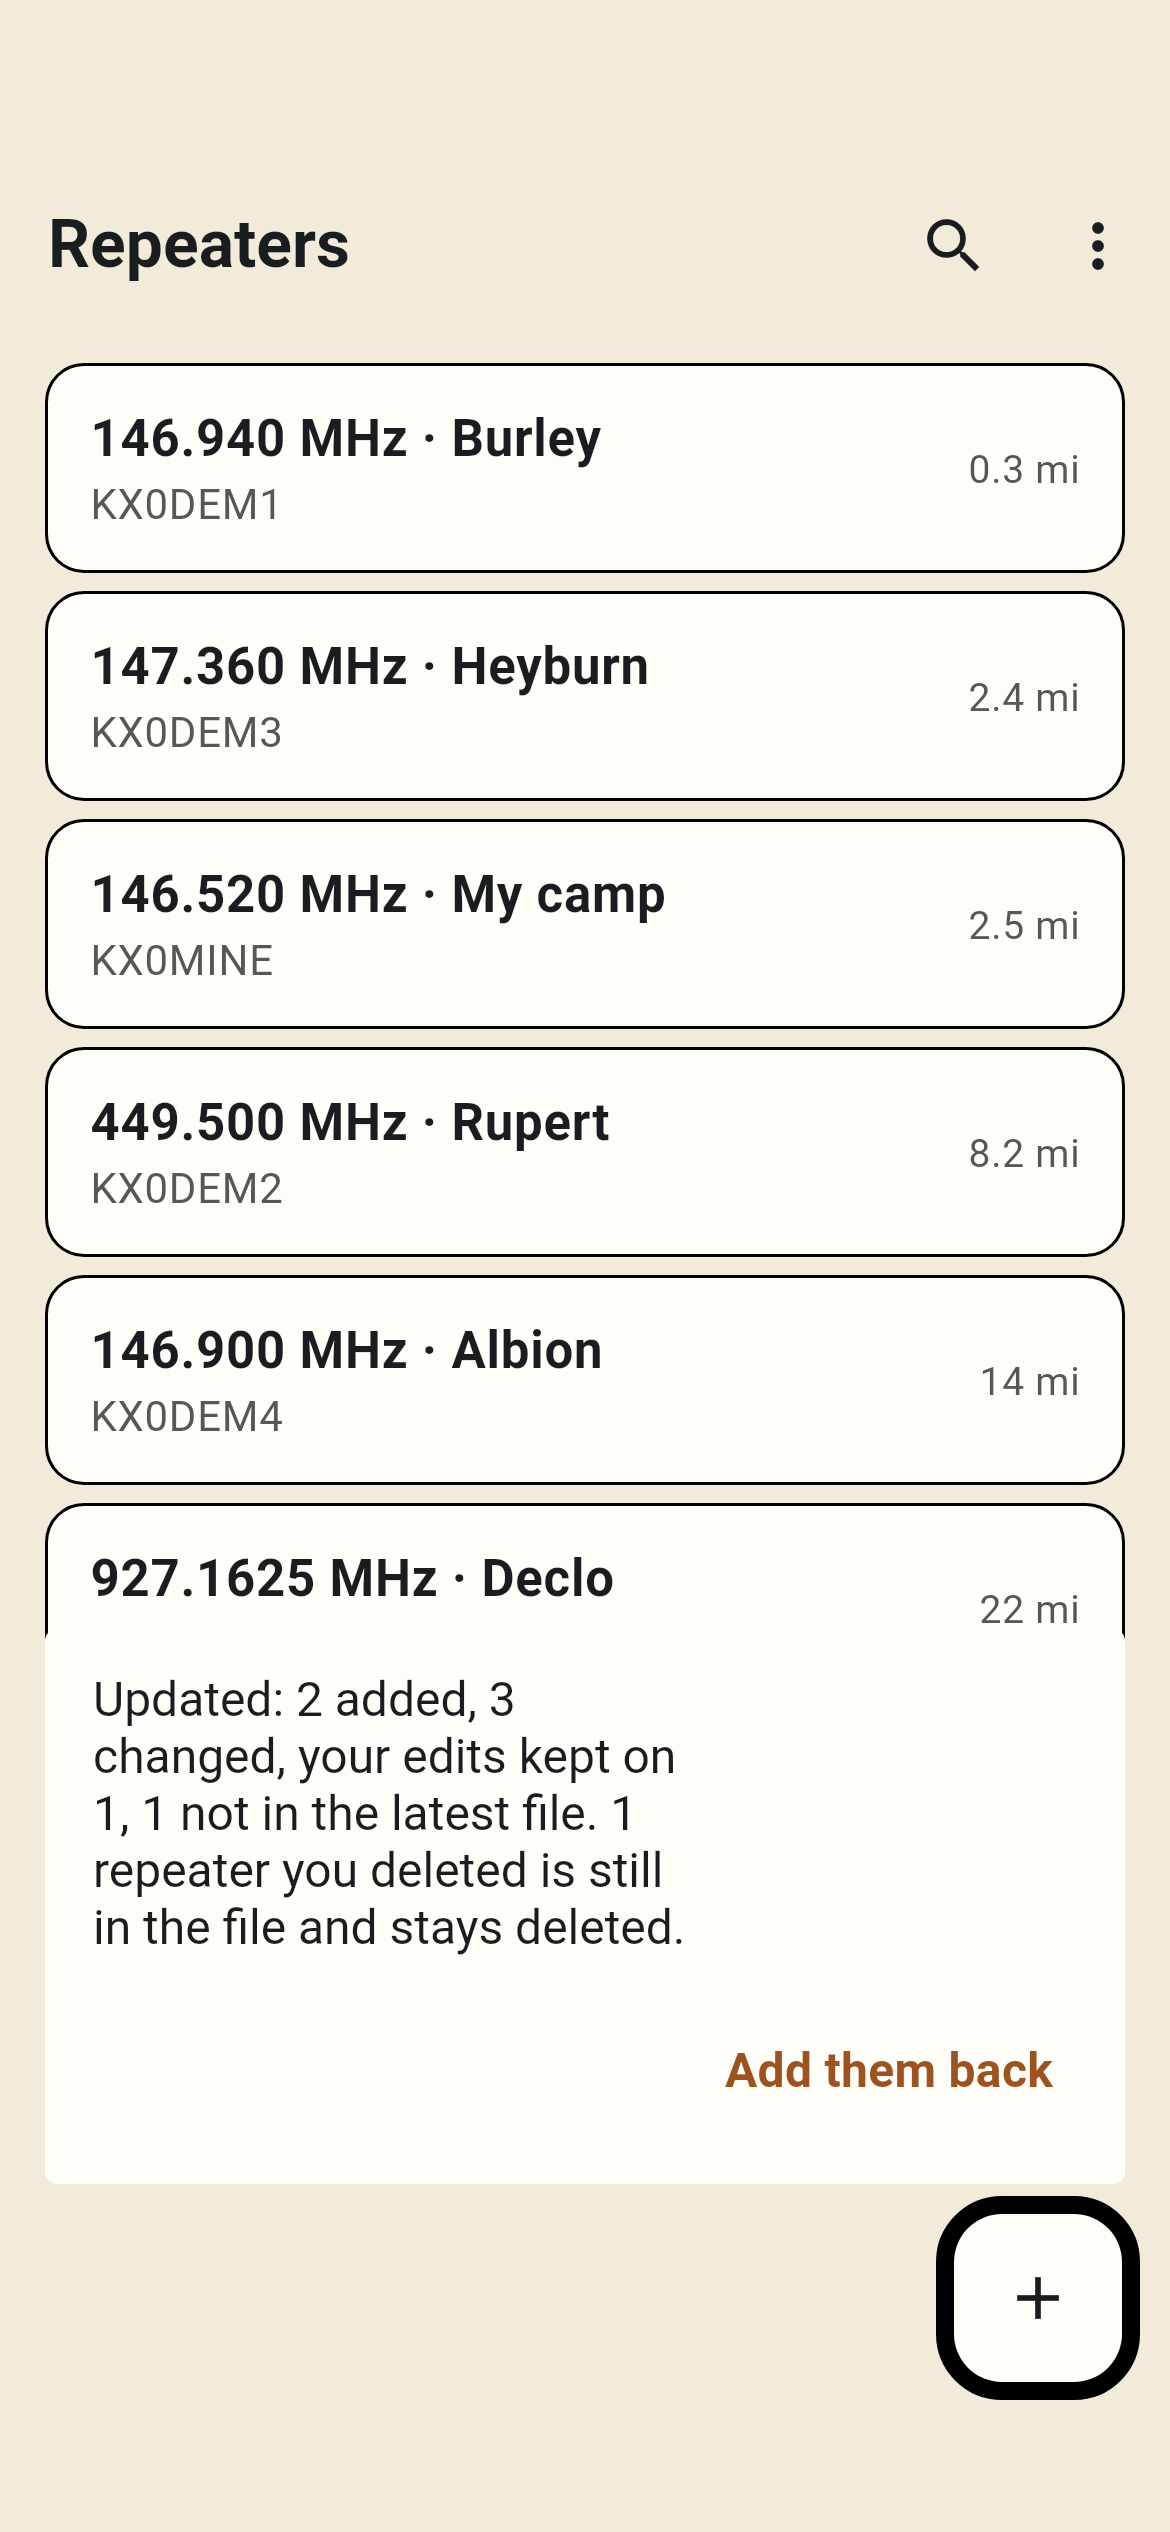 Repeaters
146.940 MHz · Burley
KX0DEM1
0.3 mi
147.360 MHz · Heyburn
KX0DEM3
2.4 mi
146.520 MHz · My camp
KX0MINE
2.5 mi
449.500 MHz · Rupert
KX0DEM2
8.2 mi
146.900 MHz · Albion
KX0DEM4
14 mi
927.1625 MHz · Declo
22 mi
Updated: 2 added, 3
changed, your edits kept on
1, 1 not in the latest file. 1
repeater you deleted is still
in the file and stays deleted.
Add them back